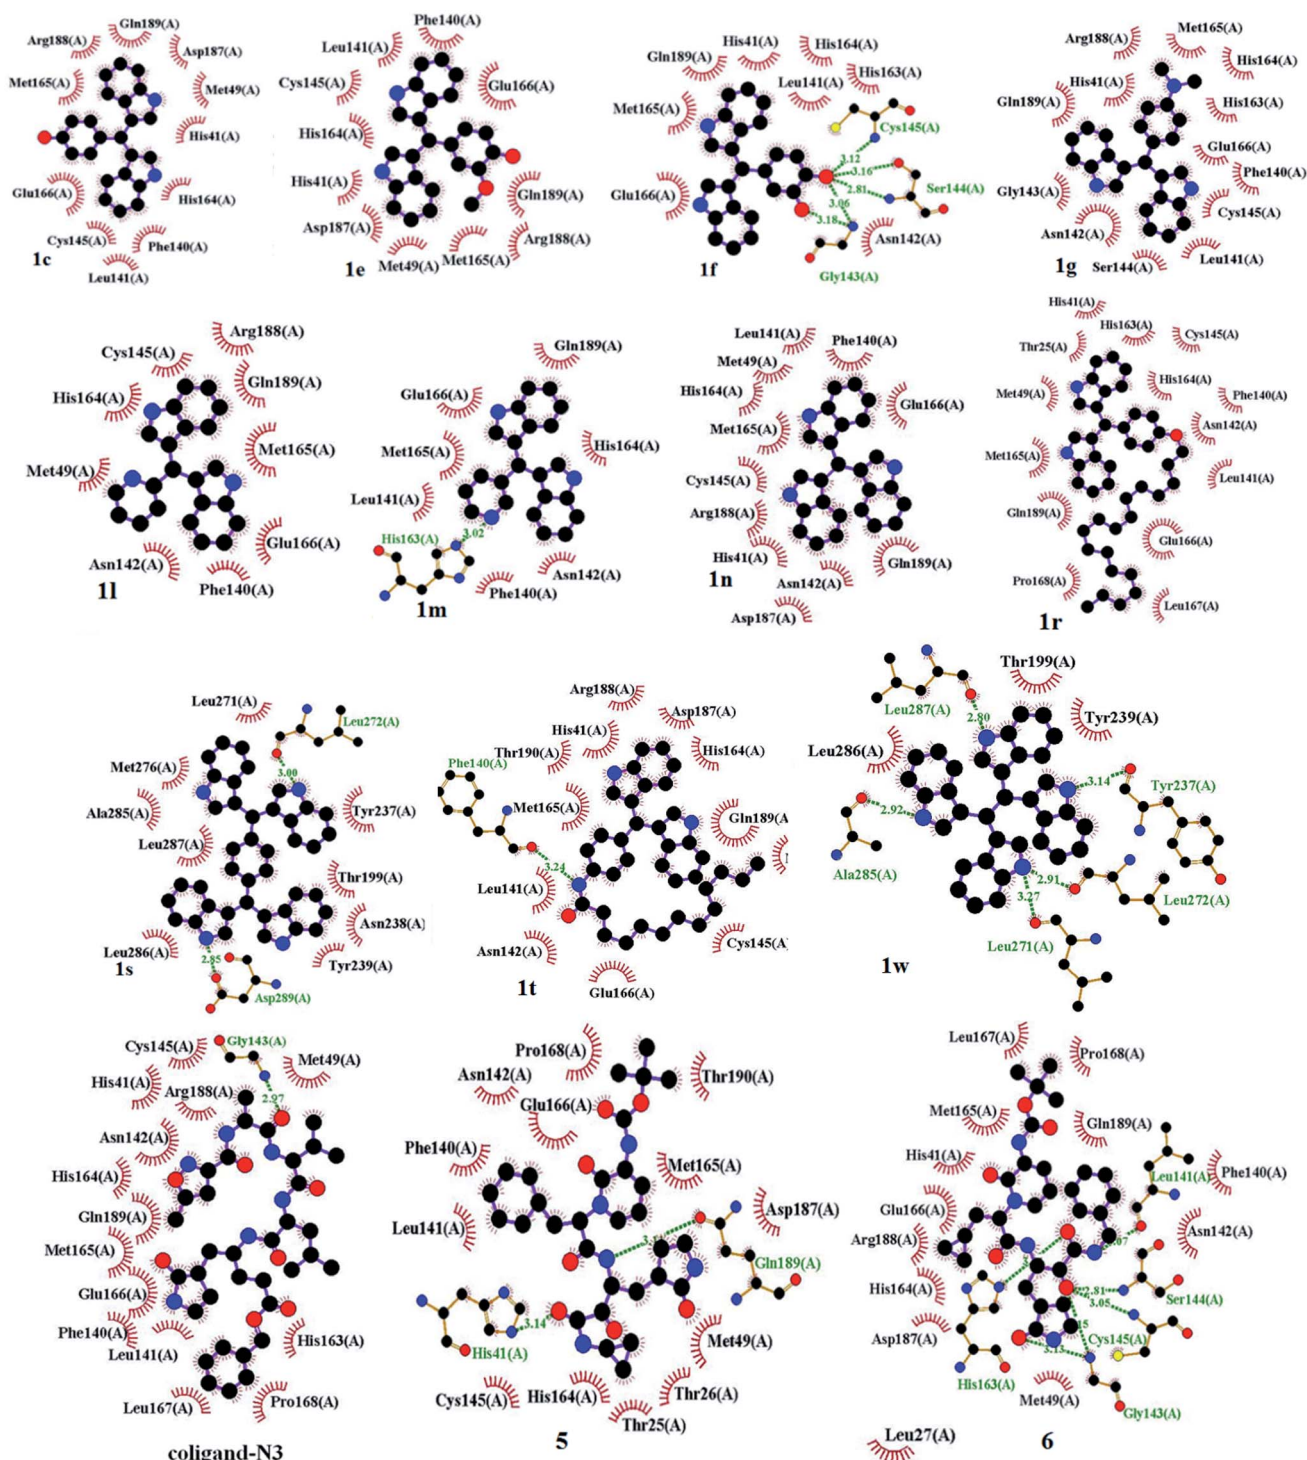 Gln189(A)
Arg188(A)
Asp187(A)
Met165(A)
Met49(A)
His41(A)
Glu166(A)
His164(A)
Cys145(A)
Phe140(A)
Leu141(A)
1c
Phe140(A)
Leu141(A)
Cys145(A)
Glu166(A)
His164(A)
His41(A)
Gln189(A)
Asp187(A)
Arg188(A)
Met49(A)
Met165(A)
1e
His41(A)
His164(A)
Gln189(A)
His163(A)
Leu141(A)
Met165(A)
Cys145(A)
3.12
3.16
Glu166(A)
2.81
Ser144(A)
3.06
3.18
Asn142(A)
Gly143(A)
1f
Met165(A)
Arg188(A)
His164(A)
His41(A)
Gln189(A)
His163(A)
Glu166(A)
Phe140(A)
Gly143(A)
Cys145(A)
Asn142(A)
Leu141(A)
Ser144(A)
1g
Arg188(A)
Cys145(A)
Gln189(A)
His164(A)
Met165(A)
Met49(A)
Glu166(A)
Asn142(A)
Phe140(A)
1l
Gln189(A)
Glu166(A)
Met165(A)
His164(A)
Leu141(A)
His163(A)
3.02
Asn142(A)
Phe140(A)
1m
Leu141(A)
Phe140(A)
Met49(A)
His164(A)
Glu166(A)
Met165(A)
Cys145(A)
Arg188(A)
His41(A)
Gln189(A)
Asn142(A)
Asp187(A)
1n
His41(A)
His163(A)
Cys145(A)
Thr25(A)
His164(A)
Met49(A)
Phe140(A)
Asn142(A)
Met165(A)
Leu141(A)
Gln189(A)
Glu166(A)
Pro168(A)
Leu167(A)
1r
Leu271(A)
Leu272(A)
Met276(A)
3.00
Ala285(A)
Tyr237(A)
Leu287(A)
Thr199(A)
Asn238(A)
Leu286(A)
2.85
Tyr239(A)
Asp289(A)
1s
Arg188(A)
Asp187(A)
His41(A)
Thr190(A)
His164(A)
Phe140(A)
Met165(A)
Gln189(A
3.24
Leu141(A)
Asn142(A)
Cys145(A)
Glu166(A)
1t
Thr199(A)
Leu287(A)
2.80
Tyr239(A)
Leu286(A)
3.14
Tyr237(A)
2.92
Ala285(A)
2.91
3.27
Leu272(A)
Leu271(A)
1w
Gly143(A)
Cys145(A)
Met49(A)
His41(A)
Arg188(A)
2.97
Asn142(A)
His164(A)
Gln189(A)
Met165(A)
Glu166(A)
Phe140(A)
His163(A)
Leu141(A)
Leu167(A)
Pro168(A)
coligand-N3
Pro168(A)
Asn142(A)
Thr190(A)
Glu166(A)
Phe140(A)
Met165(A)
Asp187(A)
Leu141(A)
Gln189(A)
3.14
His41(A)
Met49(A)
Cys145(A)
His164(A)
Thr26(A)
Thr25(A)
5
Leu167(A)
Pro168(A)
Met165(A)
Gln189(A)
His41(A)
Leu141(A)
Phe140(A)
Glu166(A)
Arg188(A)
Asn142(A)
His164(A)
2.81
Ser144(A)
3.05
Asp187(A)
Cys145(A)
3.13
His163(A)
Met49(A)
Gly143(A)
Leu27(A)
6